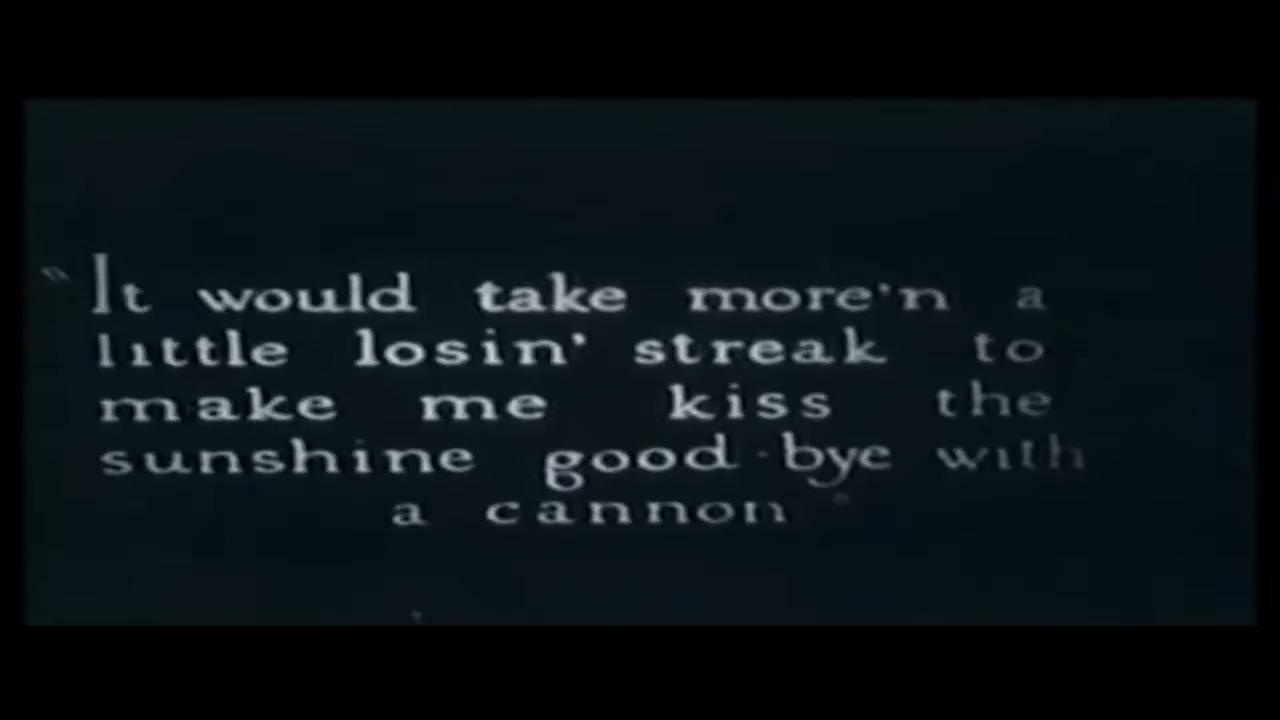 "It would take more'n a
little losin' streak to
make me kiss the
sunshine good-bye with
a cannon"